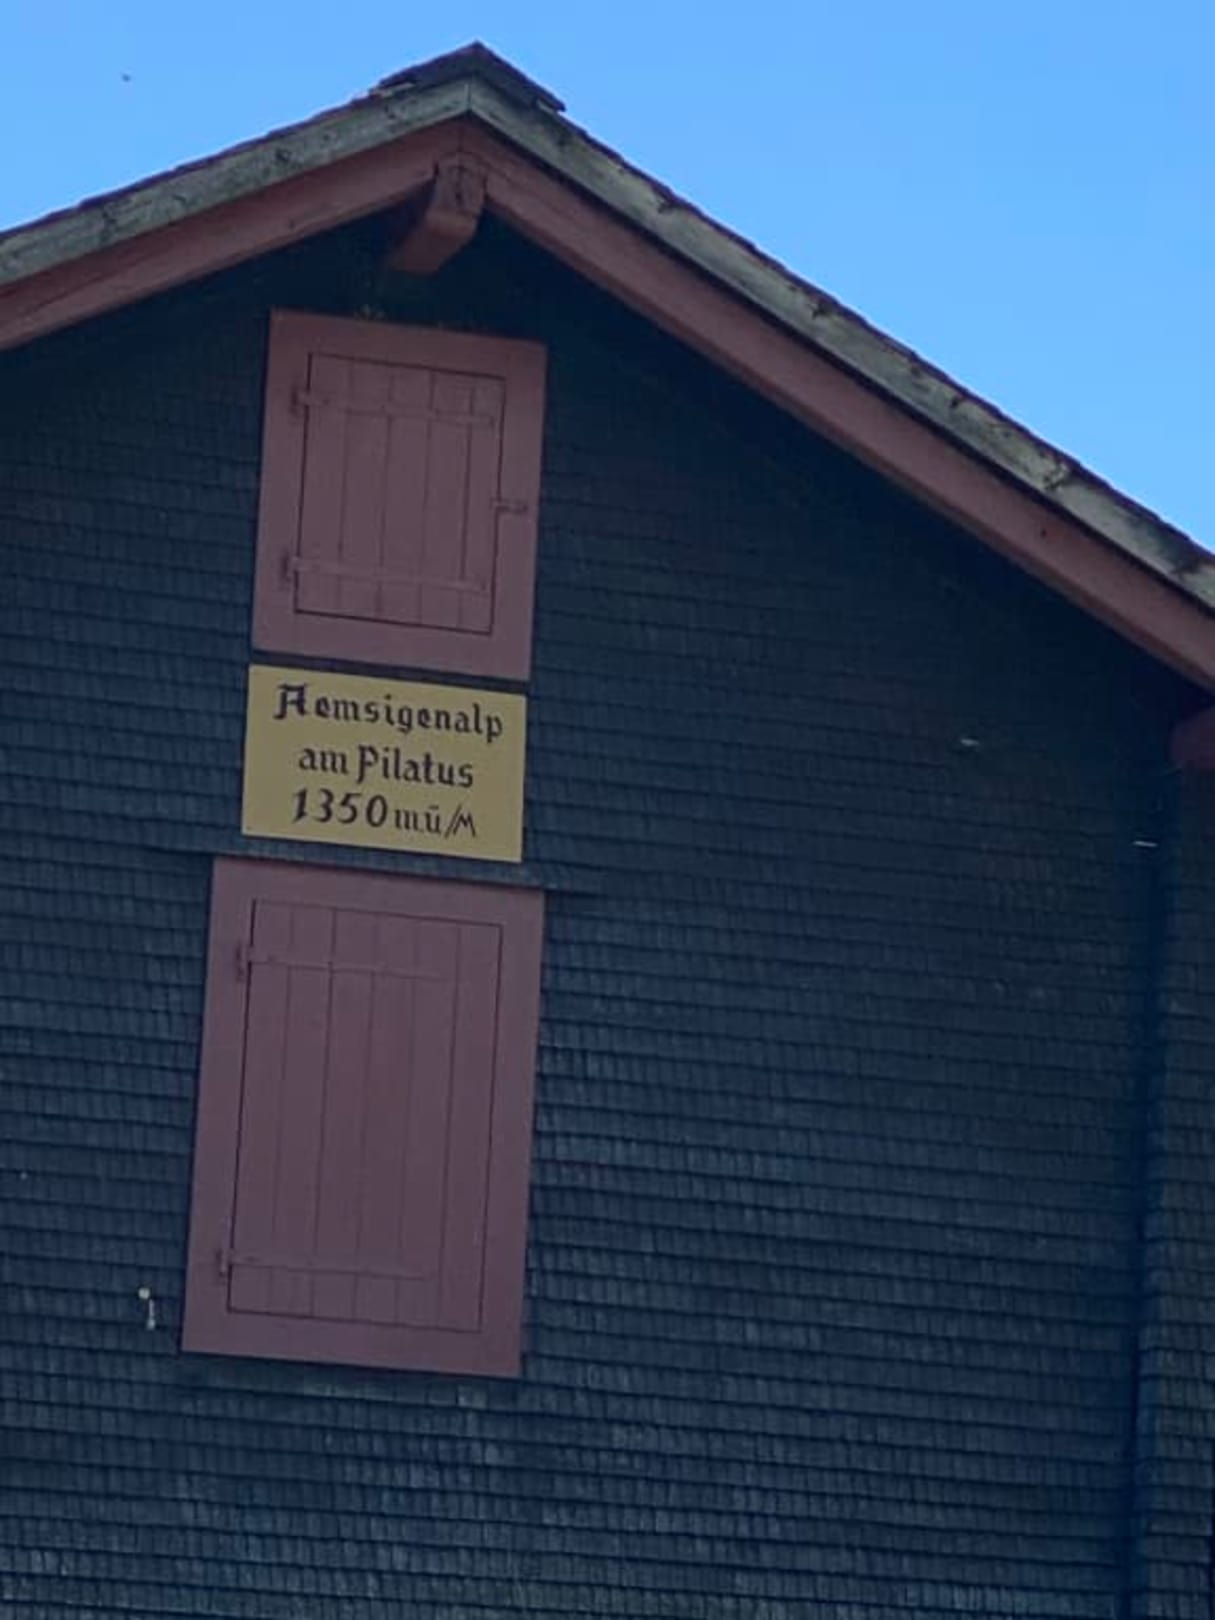 Aemsigenalp
am Pilatus
1350 mü/M